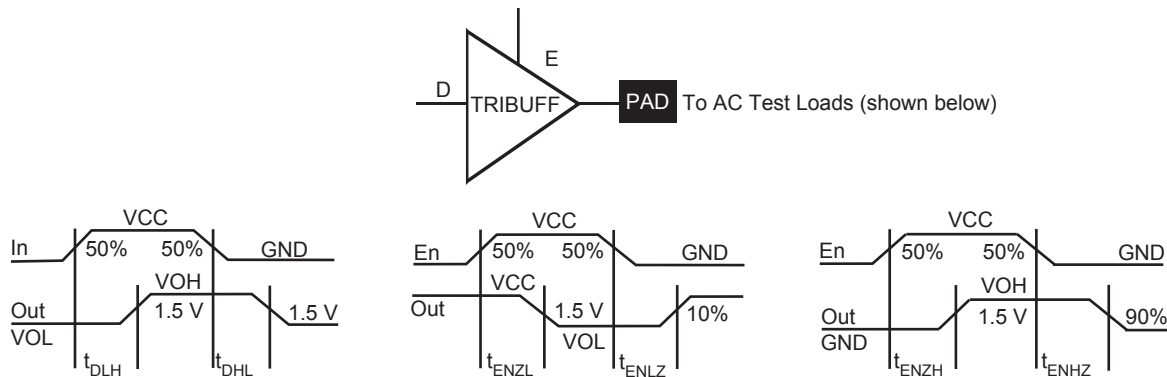 E
D
TRIBUFF
PAD To AC Test Loads (shown below)
VCC
In
50% 50%
GND
VOH
Out
1.5 V
1.5 V
VOL
tDLH
tDHL
VCC
En
50% 50%
GND
VCC
Out
1.5 V
10%
VOL
tENZL
tENLZ
VCC
En
50% 50%
GND
VOH
Out
1.5 V
90%
GND
tENZH
tENHZ